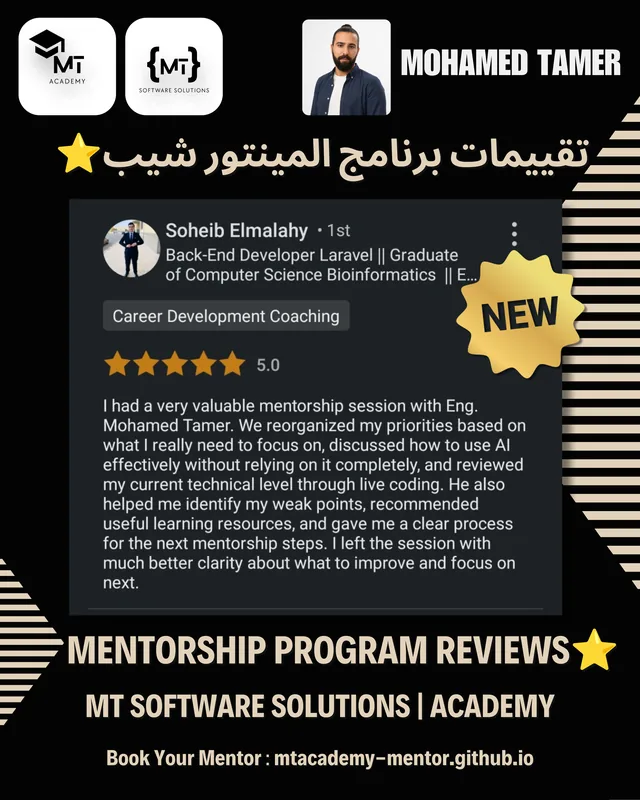 MT
ACADEMY
{MT}
SOFTWARE SOLUTIONS
MOHAMED TAMER
تقييمات برنامج المينتور شيب
Soheib Elmalahy • 1st
Back-End Developer Laravel || Graduate
of Computer Science Bioinformatics || E...
NEW
Career Development Coaching
5.0
I had a very valuable mentorship session with Eng.
Mohamed Tamer. We reorganized my priorities based on
what I really need to focus on, discussed how to use AI
effectively without relying on it completely, and reviewed
my current technical level through live coding. He also
helped me identify my weak points, recommended
useful learning resources, and gave me a clear process
for the next mentorship steps. I left the session with
much better clarity about what to improve and focus on
next.
MENTORSHIP PROGRAM REVIEWS
MT SOFTWARE SOLUTIONS | ACADEMY
Book Your Mentor : mtacademy-mentor.github.io